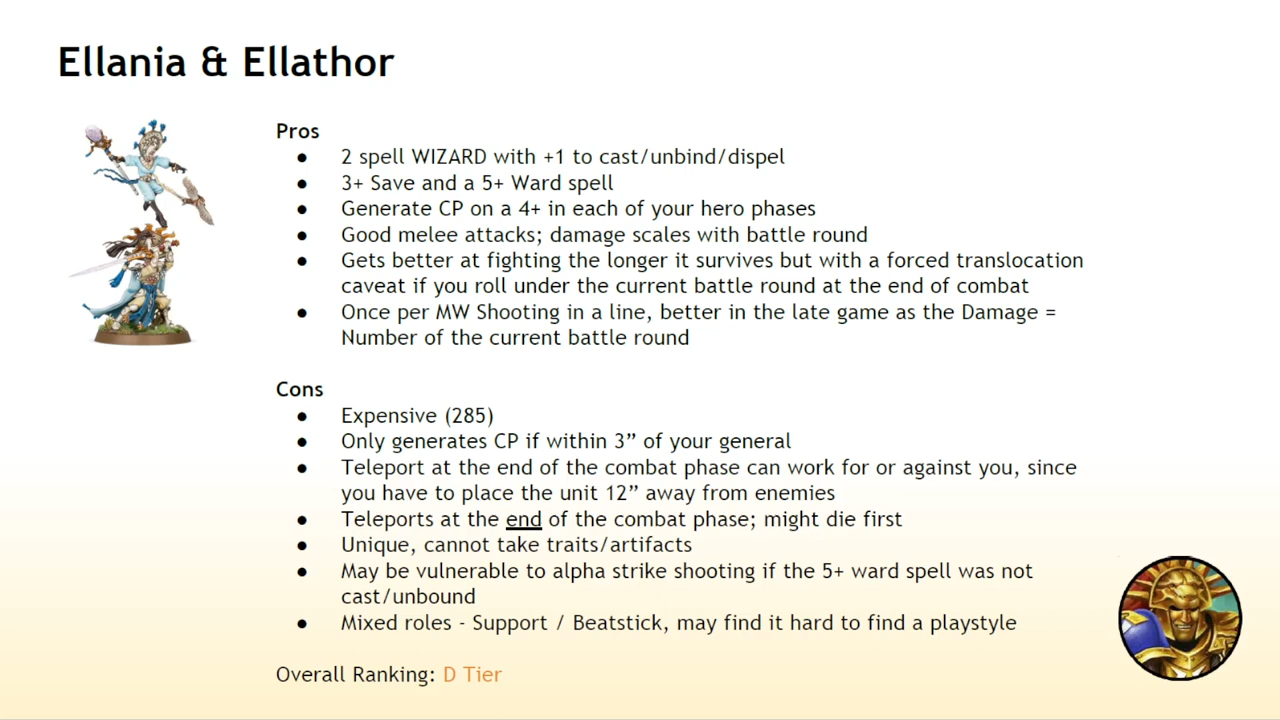 Ellania & Ellathor
Pros
● 2 spell WIZARD with +1 to cast/unbind/dispel
● 3+ Save and a 5+ Ward spell
● Generate CP on a 4+ in each of your hero phases
● Good melee attacks; damage scales with battle round
● Gets better at fighting the longer it survives but with a forced translocation
caveat if you roll under the current battle round at the end of combat
● Once per MW Shooting in a line, better in the late game as the Damage =
Number of the current battle round
Cons
● Expensive (285)
● Only generates CP if within 3” of your general
● Teleport at the end of the combat phase can work for or against you, since
you have to place the unit 12” away from enemies
● Teleports at the end of the combat phase; might die first
● Unique, cannot take traits/artifacts
● May be vulnerable to alpha strike shooting if the 5+ ward spell was not
cast/unbound
● Mixed roles - Support / Beatstick, may find it hard to find a playstyle
Overall Ranking: D Tier